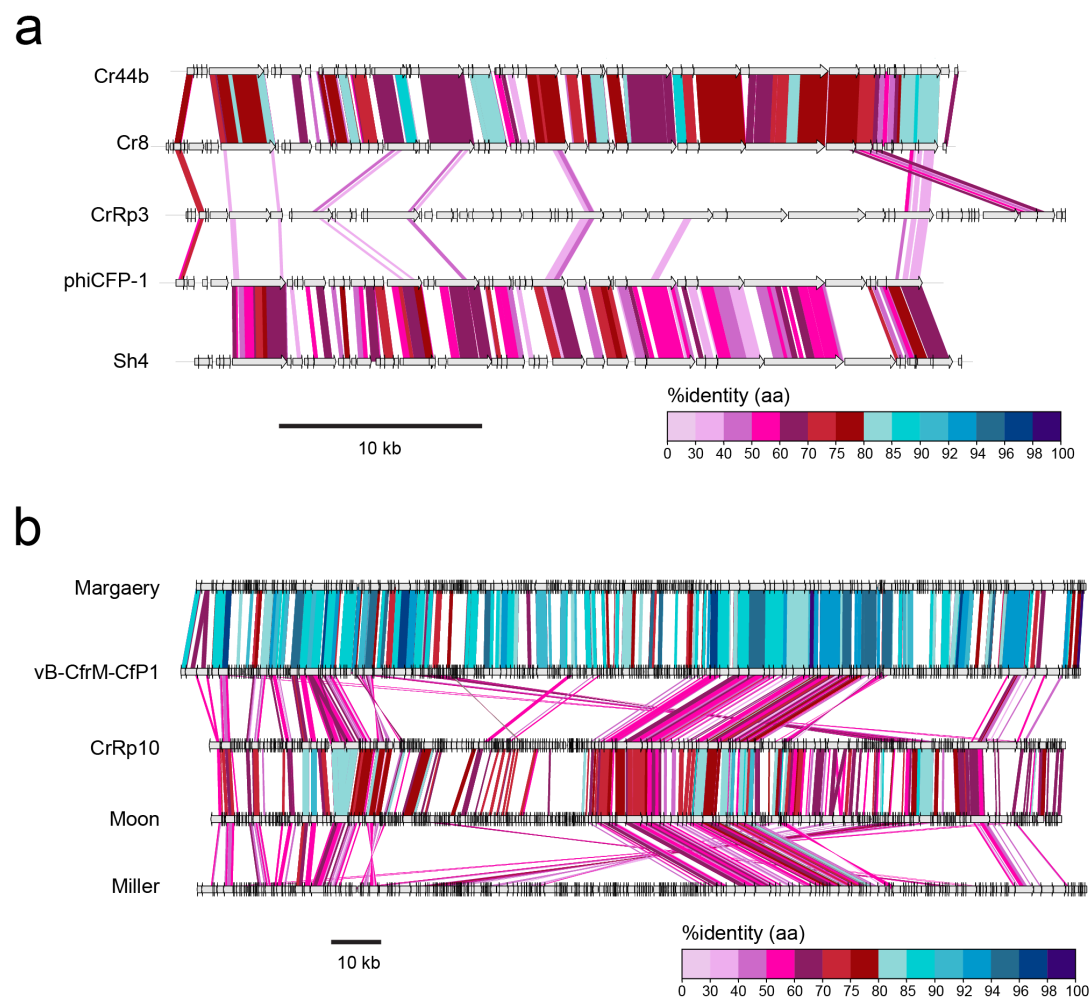 a
Cr44b
Cr8
CrRp3
phiCFP-1
Sh4
%identity (aa)
0 30 40 50 60 70 75 80 85 90 92 94 96 98 100
10 kb
b
Margaery
vB-CfrM-CfP1
CrRp10
Moon
Miller
%identity (aa)
10 kb
0 30 40 50 60 70 75 80 85 90 92 94 96 98 100